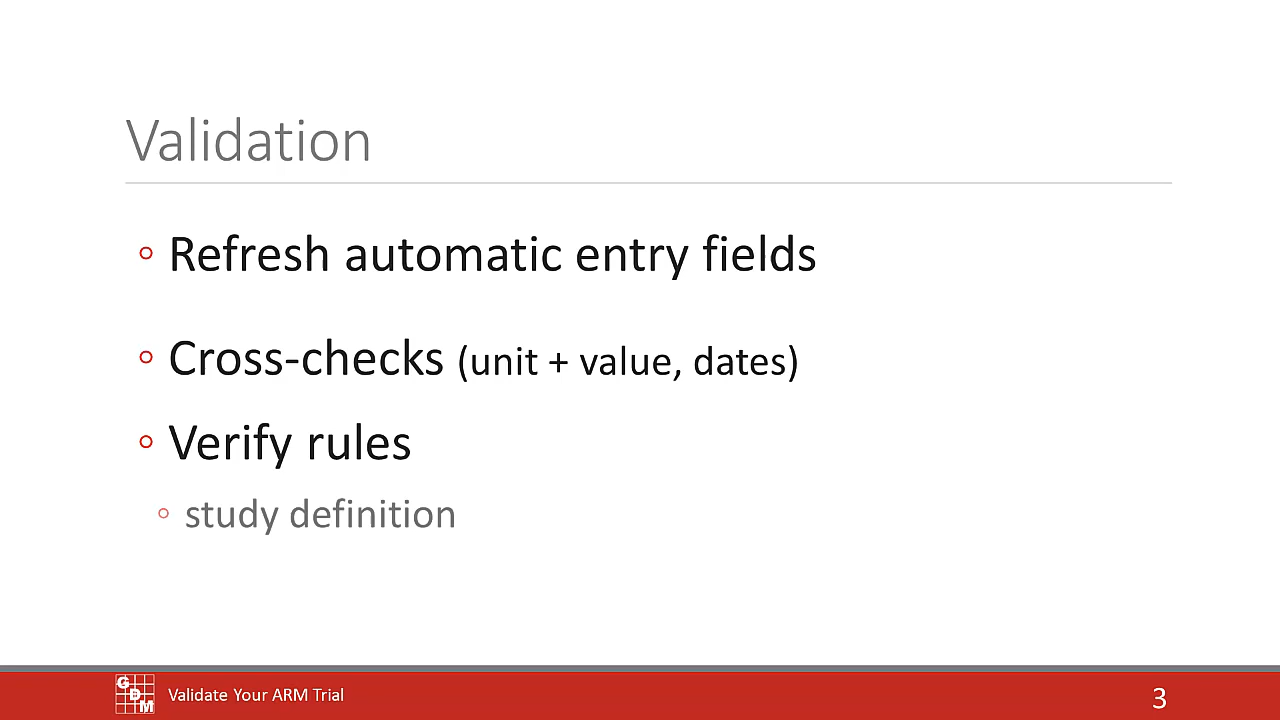 Validation
◦ Refresh automatic entry fields
◦ Cross-checks (unit + value, dates)
◦ Verify rules
◦ study definition
GDM
Validate Your ARM Trial
3